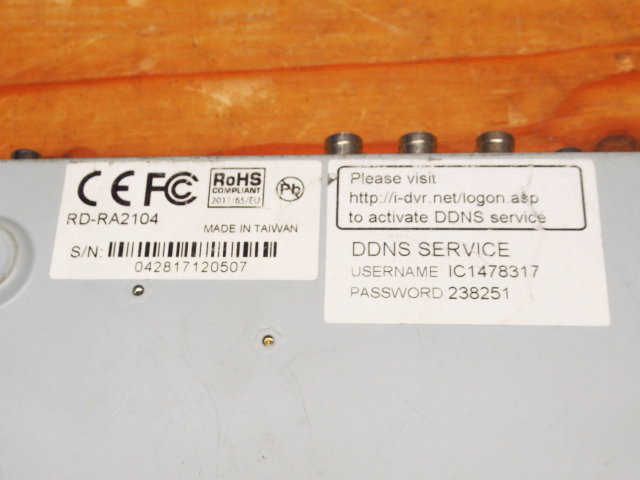 CE FC
RoHS
COMPLIANT
2011/65/EU
Pb
RD-RA2104
MADE IN TAIWAN
S/N:
042817120507
Please visit
http://i-dvr.net/logon.asp
to activate DDNS service
DDNS SERVICE
USERNAME IC1478317
PASSWORD 238251